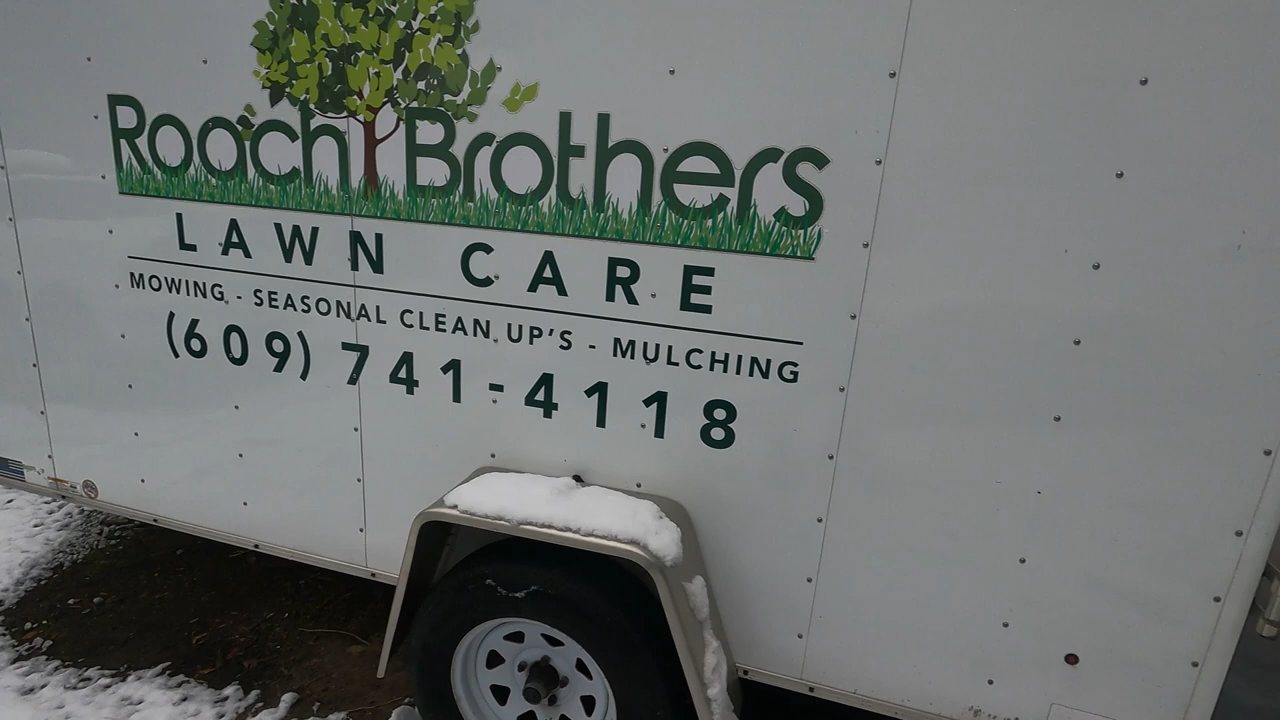 Roach Brothers
LAWN CARE
MOWING - SEASONAL CLEAN UP'S - MULCHING
(609) 741-4118